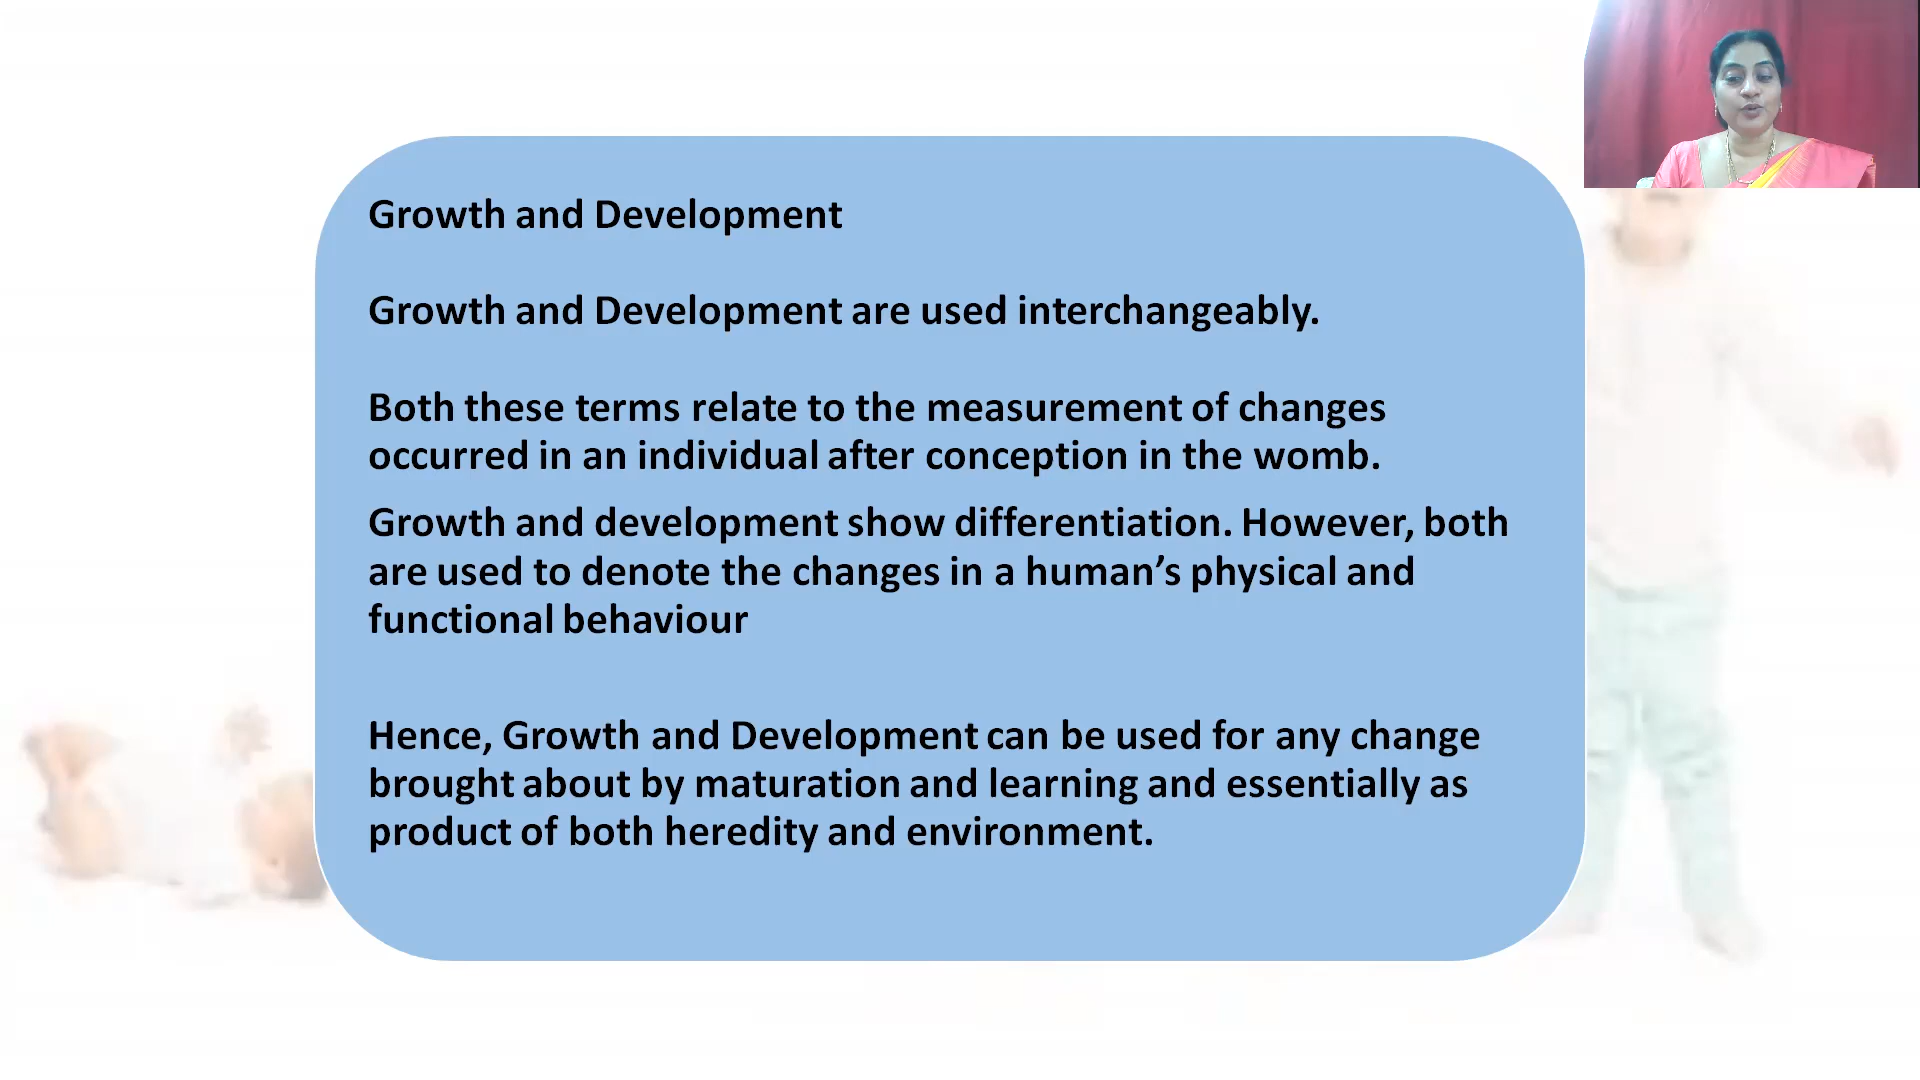 Growth and Development
Growth and Development are used interchangeably.
Both these terms relate to the measurement of changes
occurred in an individual after conception in the womb.
Growth and development show differentiation. However, both
are used to denote the changes in a human’s physical and
functional behaviour
Hence, Growth and Development can be used for any change
brought about by maturation and learning and essentially as
product of both heredity and environment.